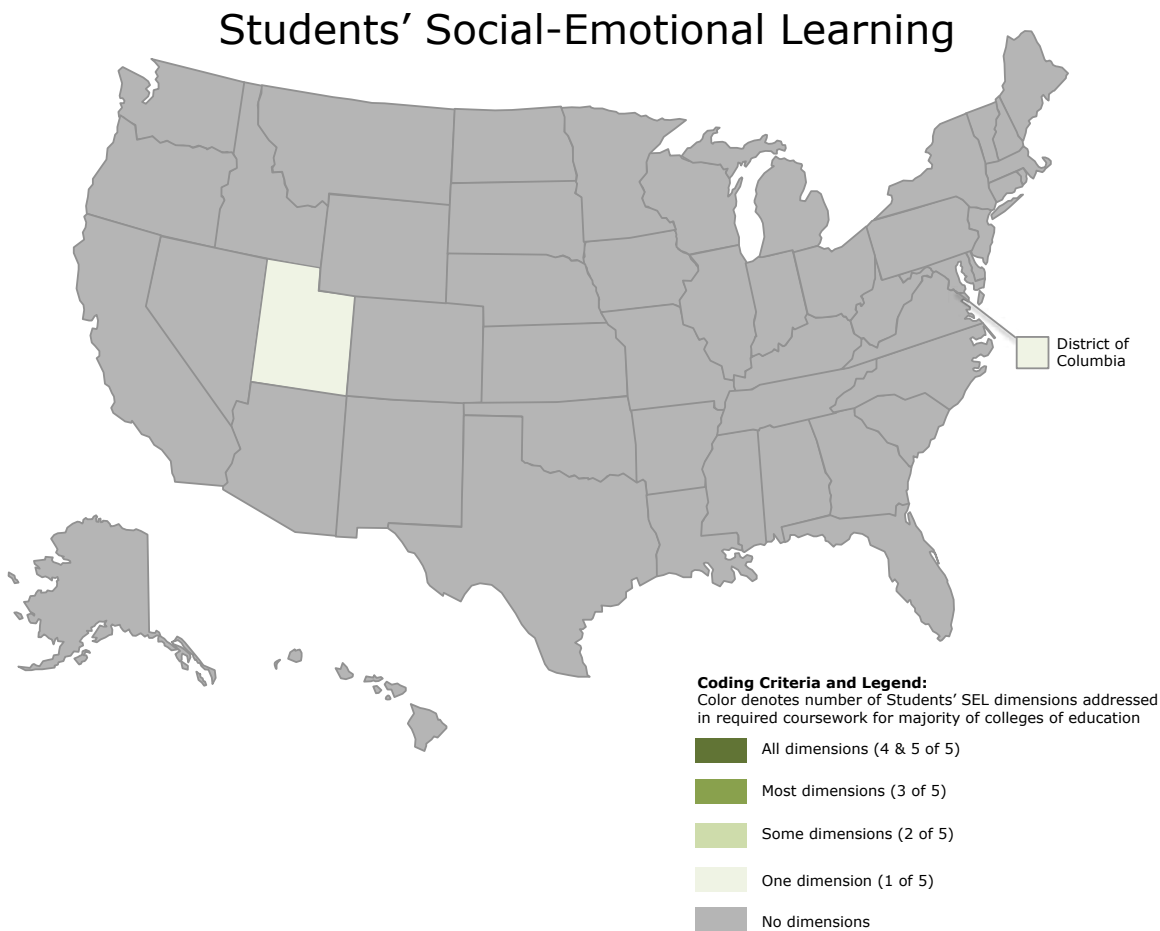 Students’ Social-Emotional Learning
District of
Columbia
Coding Criteria and Legend:
Color denotes number of Students’ SEL dimensions addressed
in required coursework for majority of colleges of education
All dimensions (4 & 5 of 5)
Most dimensions (3 of 5)
Some dimensions (2 of 5)
One dimension (1 of 5)
No dimensions